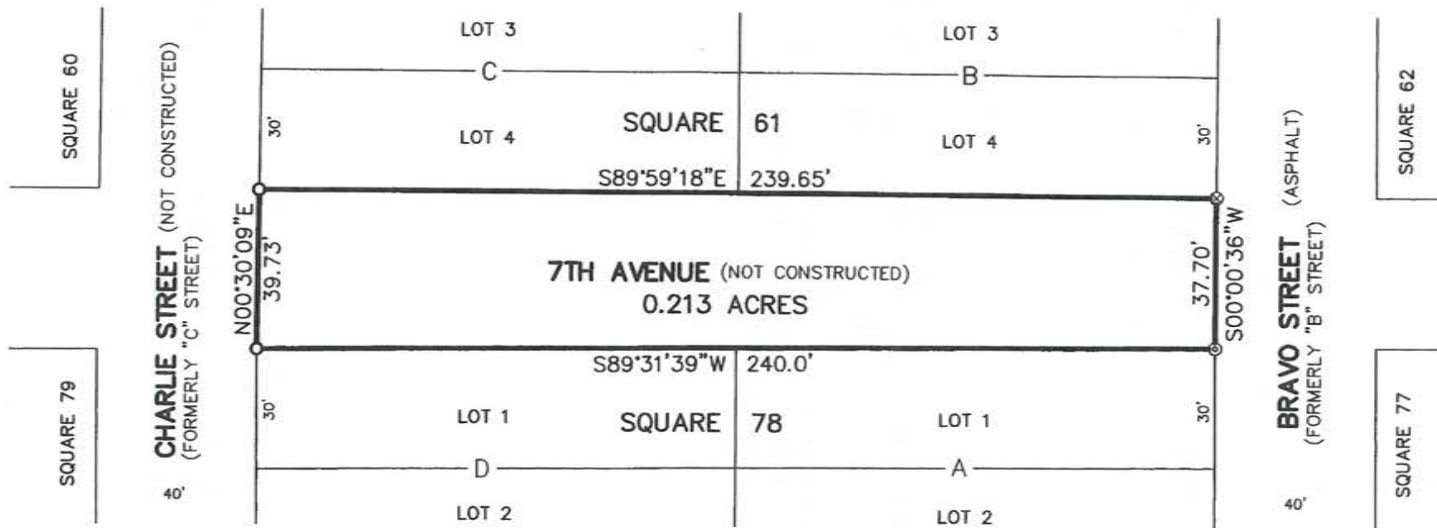 SQUARE 60
CHARLIE STREET (NOT CONSTRUCTED)
(FORMERLY "C" STREET)
LOT 3
LOT 3
C
B
30'
LOT 4
SQUARE 61
LOT 4
30'
S89°59'18"E 239.65'
(ASPHALT)
SQUARE 62
N00°30'09"E
39.73'
7TH AVENUE (NOT CONSTRUCTED)
0.213 ACRES
37.70'
S00°00'36"W
BRAVO STREET
(FORMERLY "B" STREET)
S89°31'39"W 240.0'
SQUARE 79
30'
LOT 1
SQUARE 78
LOT 1
30'
D
A
SQUARE 77
40'
LOT 2
LOT 2
40'